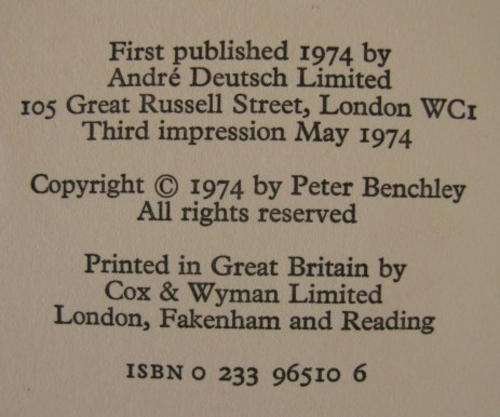 First published 1974 by
André Deutsch Limited
105 Great Russell Street, London WC1
Third impression May 1974
Copyright © 1974 by Peter Benchley
All rights reserved
Printed in Great Britain by
Cox & Wyman Limited
London, Fakenham and Reading
ISBN 0 233 96510 6